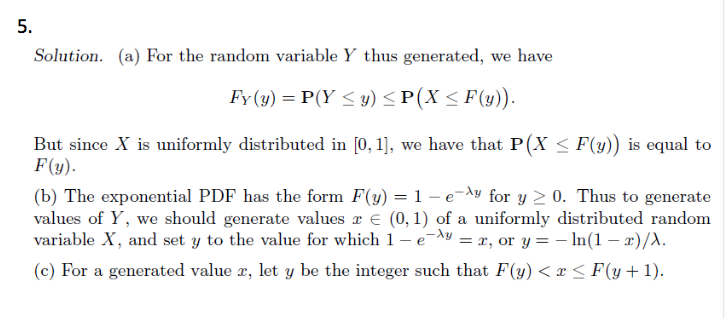 5.
Solution. (a) For the random variable Y thus generated, we have
F_Y(y) = P(Y ≤ y) ≤ P(X ≤ F(y)).
But since X is uniformly distributed in [0, 1], we have that P(X ≤ F(y)) is equal to
F(y).
(b) The exponential PDF has the form F(y) = 1 − e^{−λy} for y ≥ 0. Thus to generate
values of Y, we should generate values x ∈ (0, 1) of a uniformly distributed random
variable X, and set y to the value for which 1 − e^{−λy} = x, or y = − ln(1 − x)/λ.
(c) For a generated value x, let y be the integer such that F(y) < x ≤ F(y + 1).